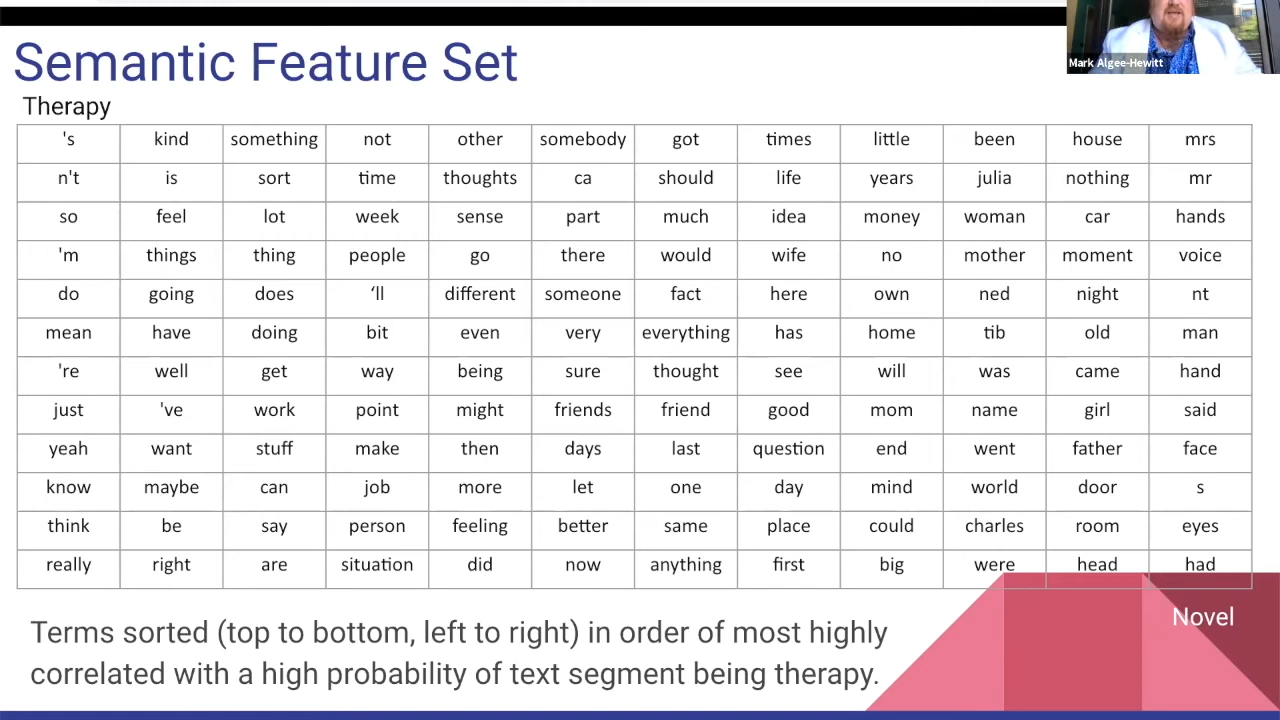 Semantic Feature Set
Mark Algee-Hewitt
Therapy
's kind something not other somebody got times little been house mrs
n't is sort time thoughts ca should life years julia nothing mr
so feel lot week sense part much idea money woman car hands
'm things thing people go there would wife no mother moment voice
do going does ‘ll different someone fact here own ned night nt
mean have doing bit even very everything has home tib old man
're well get way being sure thought see will was came hand
just 've work point might friends friend good mom name girl said
yeah want stuff make then days last question end went father face
know maybe can job more let one day mind world door s
think be say person feeling better same place could charles room eyes
really right are situation did now anything first big were head had
Novel
Terms sorted (top to bottom, left to right) in order of most highly
correlated with a high probability of text segment being therapy.